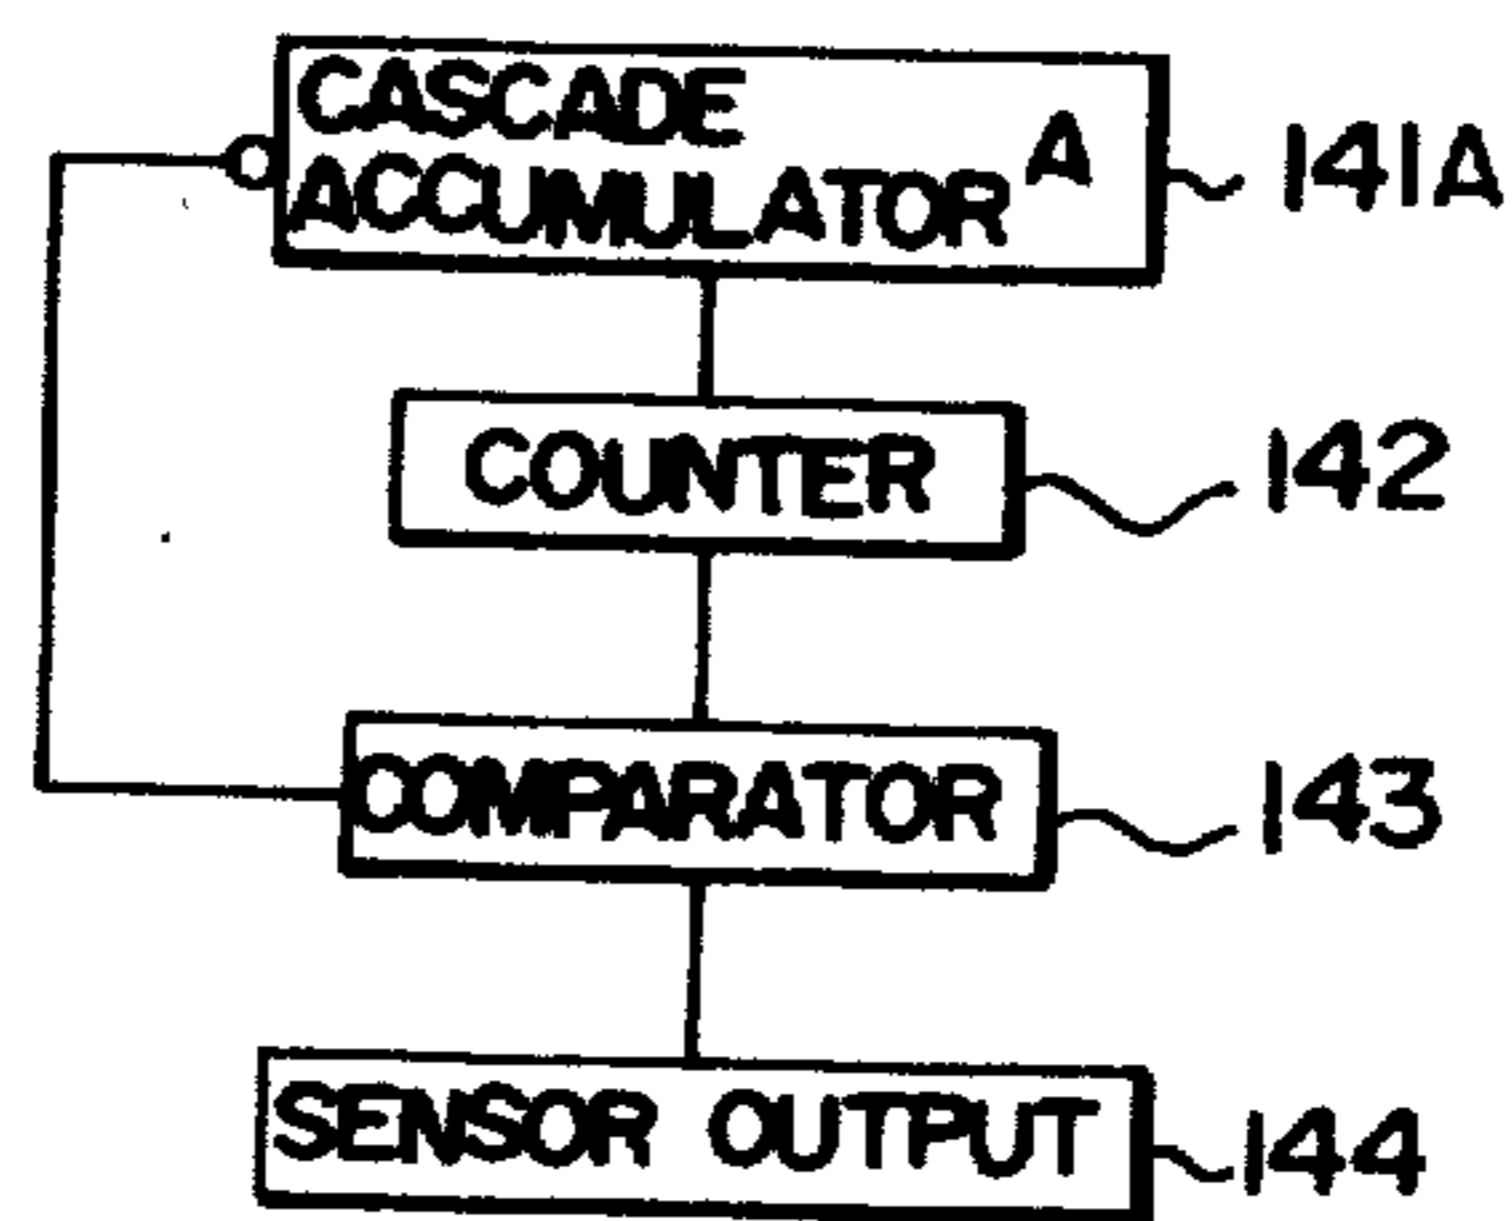 CASCADE
ACCUMULATOR A
141A
COUNTER
142
COMPARATOR
143
SENSOR OUTPUT
144